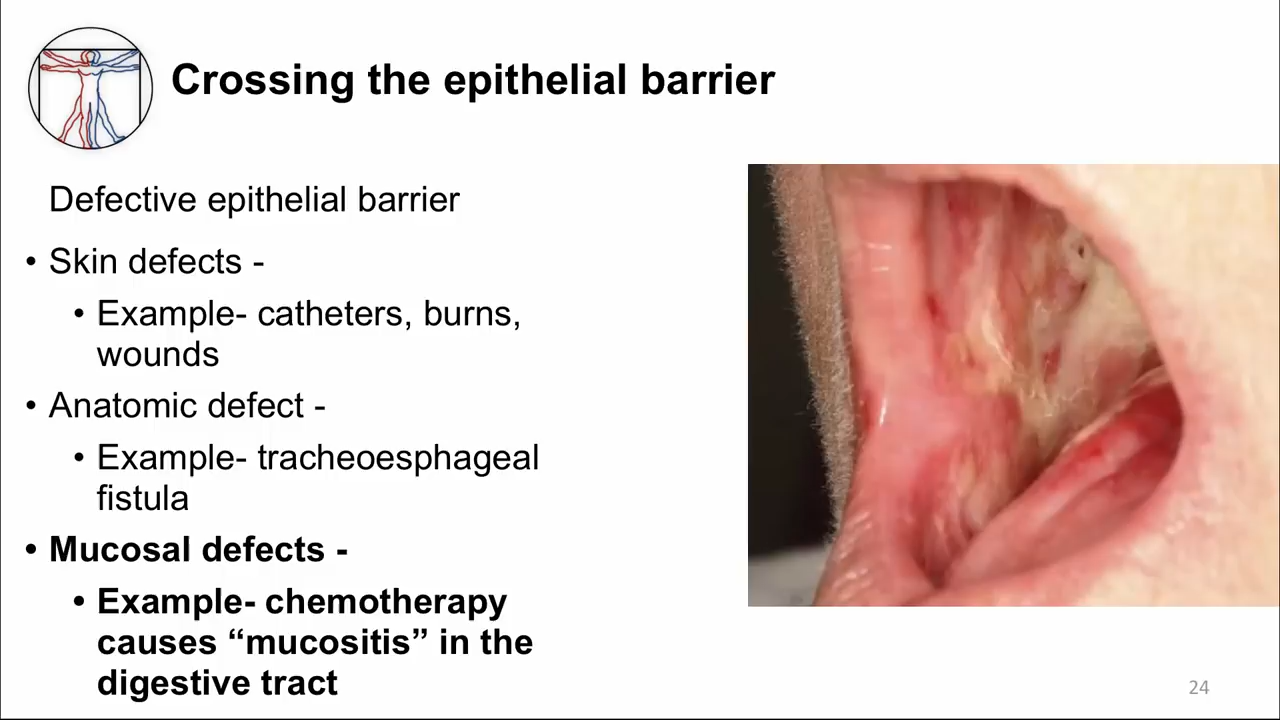 Crossing the epithelial barrier
Defective epithelial barrier
• Skin defects -
• Example- catheters, burns,
wounds
• Anatomic defect -
• Example- tracheoesphageal
fistula
• Mucosal defects -
• Example- chemotherapy
causes “mucositis” in the
digestive tract
24